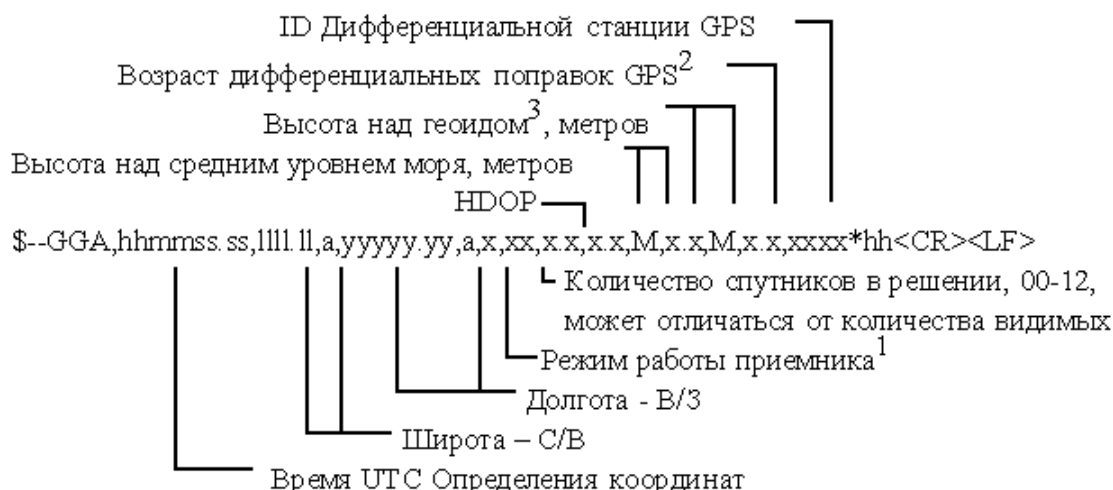 ID Дифференциальной станции GPS
Возраст дифференциальных поправок GPS2
Высота над геоидом3, метров
Высота над средним уровнем моря, метров
HDOP
$--GGA,hhmmss.ss,llll.ll,a,yyyyy.yy,a,x,xx,x.x,x.x,M,x.x,M,x.x,xxxx*hh<CR><LF>
Количество спутников в решении, 00-12,
может отличаться от количества видимых
Режим работы приемника1
Долгота - В/З
Широта – С/В
Время UTC Определения координат